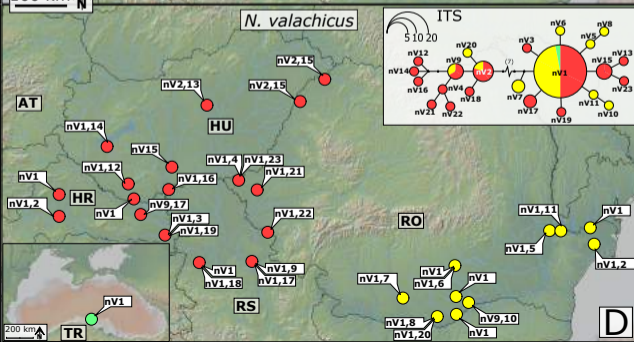 200 km N
N. valachicus
ITS
5 10 20
nV6
nV8
nV3
nV5
nV20
nV12
nV9
nV2
(7)
nV1
nV15
nV13
nV14
nV16
nV4
nV18
nV7
nV23
nV11
nV21
nV22
nV17
nV19
nV10
nV2,15
nV2,13
nV2,15
AT
HU
nV1,14
nV15
nV1,4
nV1,23
nV1,12
nV1,16
nV1,21
nV1
HR
nV1,2
nV1
nV9,17
nV1,3
nV1,19
nV1,22
RO
nV1,11
nV1
nV1,5
nV1,2
nV1
nV1,18
nV1,9
nV1,17
RS
nV1
nV1,6
nV1,7
nV1
nV1,8
nV1,20
nV9,10
nV1
nV1
200 km N
TR
D